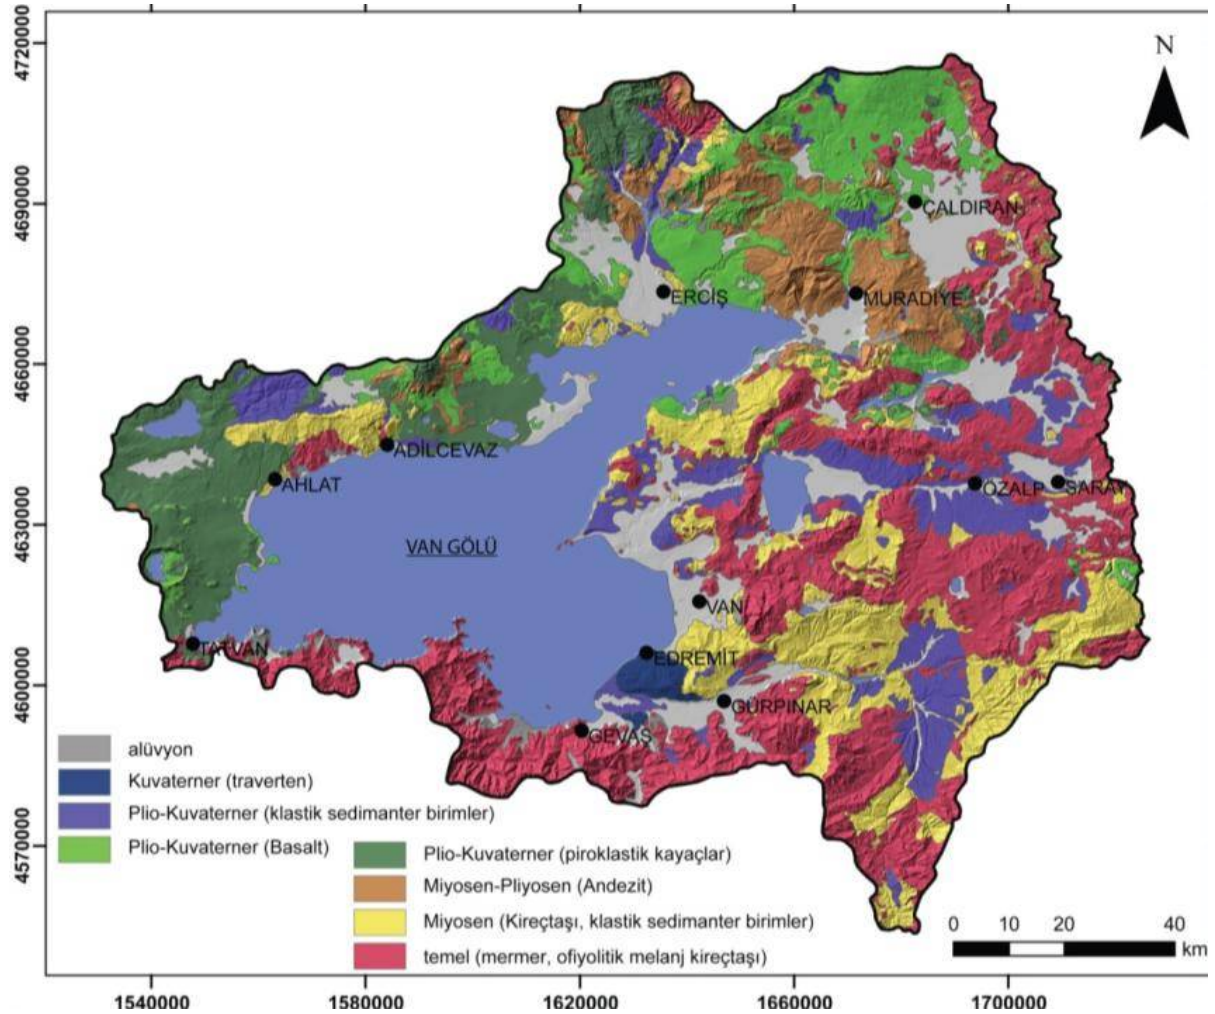 N
4720000
4690000
4660000
4630000
4600000
4570000
ÇALDIRAN
ERCİŞ
MURADİYE
ADİLCEVAZ
AHLAT
ÖZALP
SARAY
VAN GÖLÜ
VAN
TATVAN
EDREMİT
GÜRPINAR
GEVAŞ
alüvyon
Kuvaterner (traverten)
Plio-Kuvaterner (klastik sedimanter birimler)
Plio-Kuvaterner (Basalt)
Plio-Kuvaterner (piroklastik kayaçlar)
Miyosen-Pliyosen (Andezit)
Miyosen (Kireçtaşı, klastik sedimanter birimler)
temel (mermer, ofiyolitik melanj kireçtaşı)
0 10 20 40
km
1540000 1580000 1620000 1660000 1700000